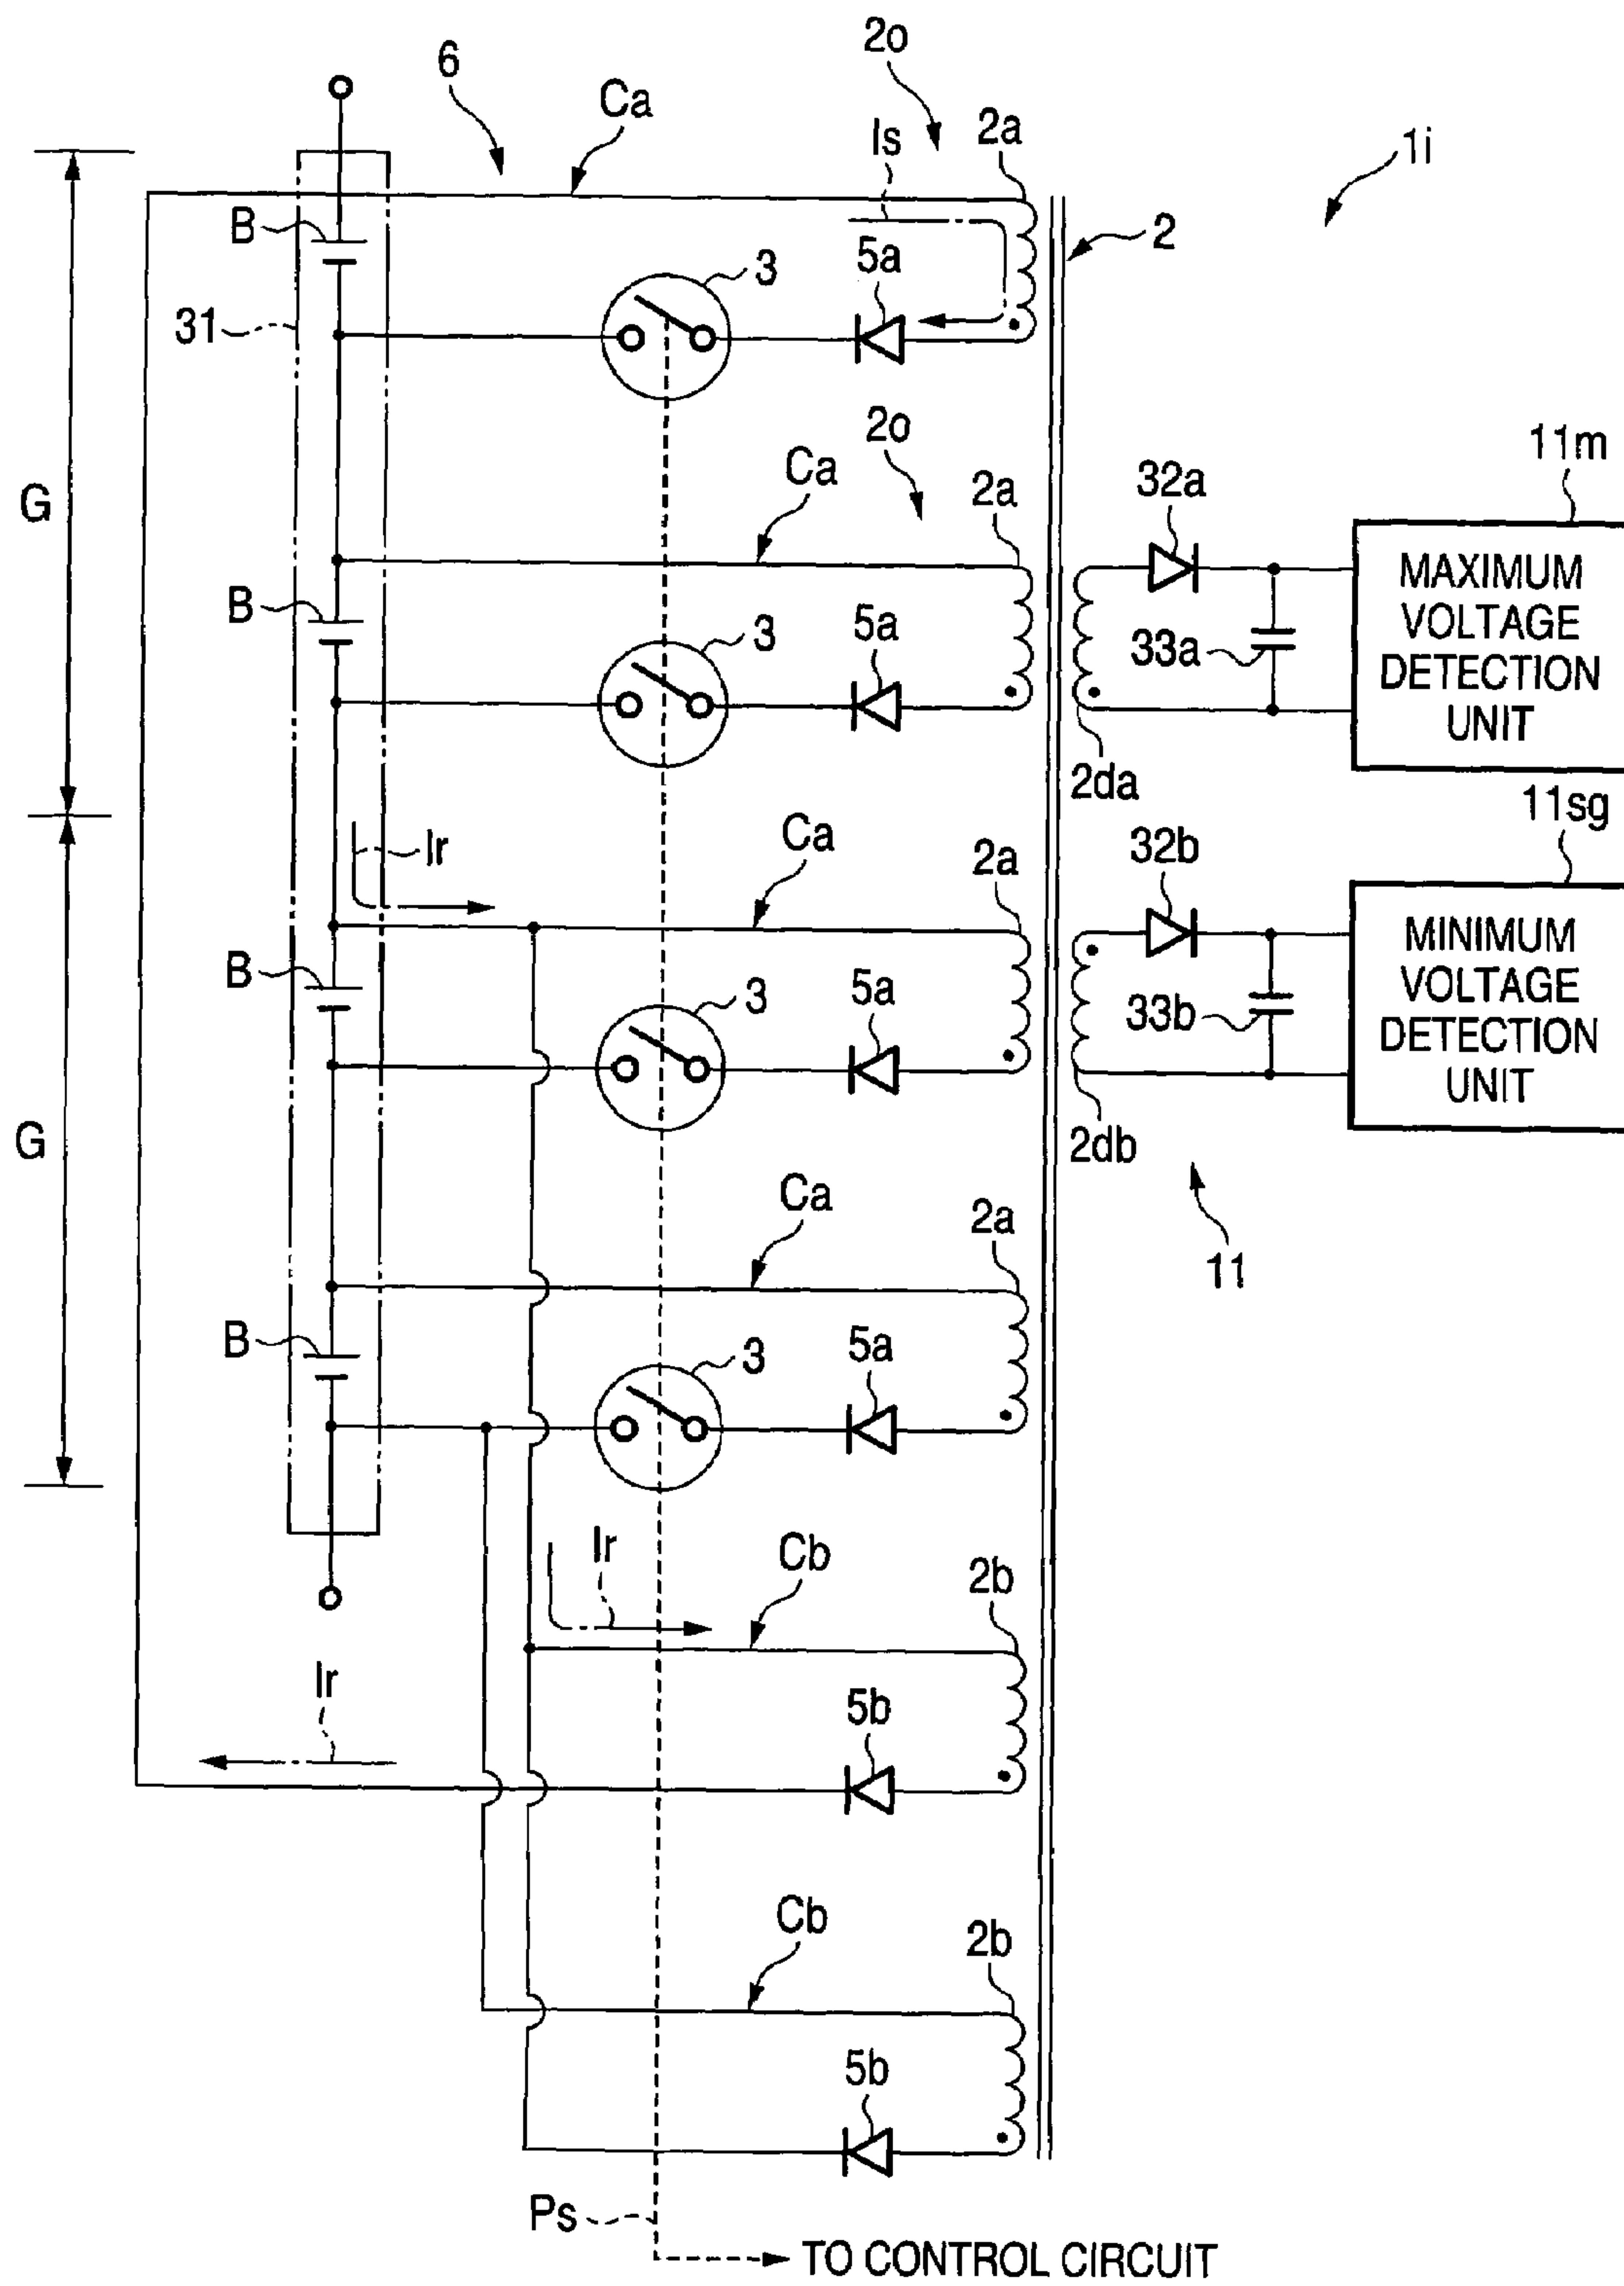 6
2o
Ca
Is
2a
1i
B
3
5a
2
31
2o
11m
Ca
2a
32a
G
B
3
5a
33a
MAXIMUM
VOLTAGE
DETECTION
UNIT
2da
11sg
Ir
Ca
2a
32b
B
3
5a
33b
MINIMUM
VOLTAGE
DETECTION
UNIT
G
2db
Ca
2a
11
B
3
5a
Ir
Cb
2b
Ir
5b
Cb
2b
5b
Ps
TO CONTROL CIRCUIT